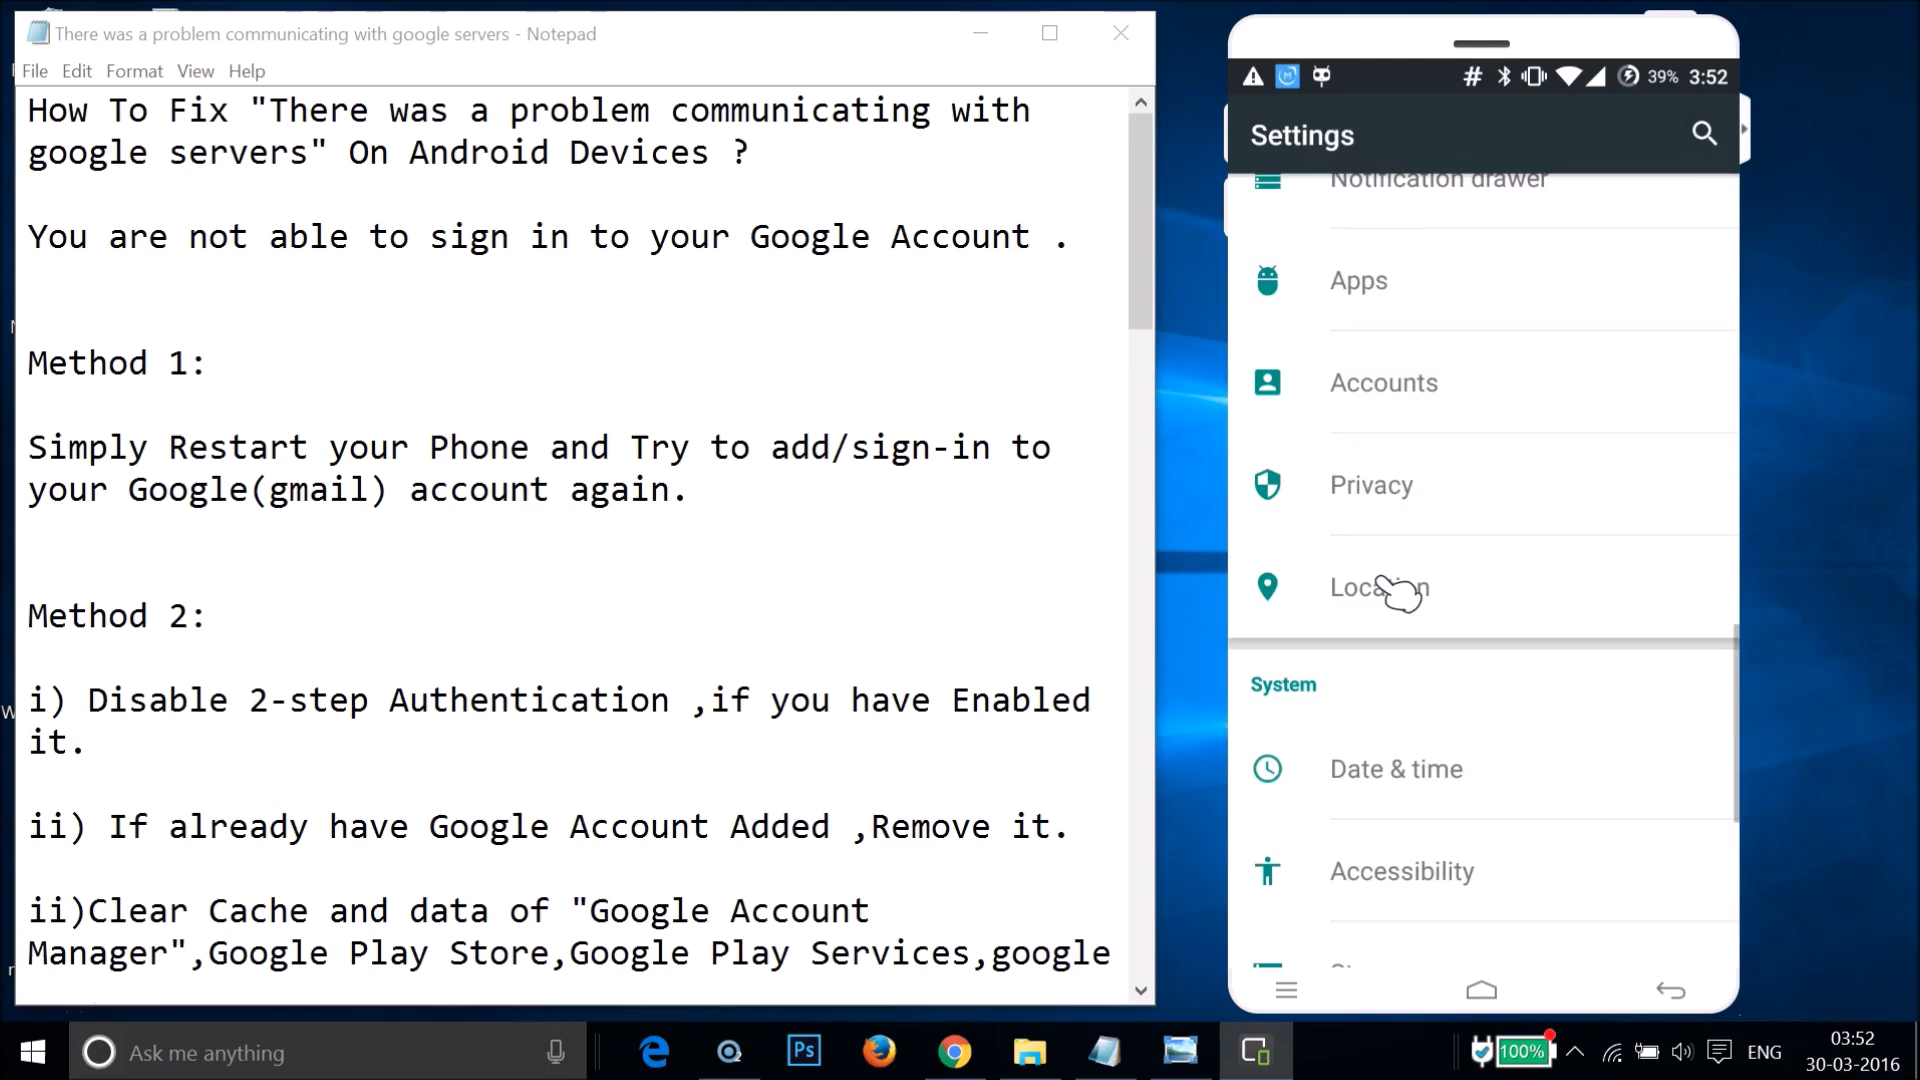 There was a problem communicating with google servers - Notepad
File Edit Format View Help
How To Fix "There was a problem communicating with
google servers" On Android Devices ?
You are not able to sign in to your Google Account .
Method 1:
Simply Restart your Phone and Try to add/sign-in to
your Google(gmail) account again.
Method 2:
i) Disable 2-step Authentication ,if you have Enabled
it.
ii) If already have Google Account Added ,Remove it.
ii)Clear Cache and data of "Google Account
Manager",Google Play Store,Google Play Services,google
39% 3:52
Settings
Notification drawer
Apps
Accounts
Privacy
Location
System
Date & time
Accessibility
Ask me anything
Ps
100%
ENG
03:52
30-03-2016